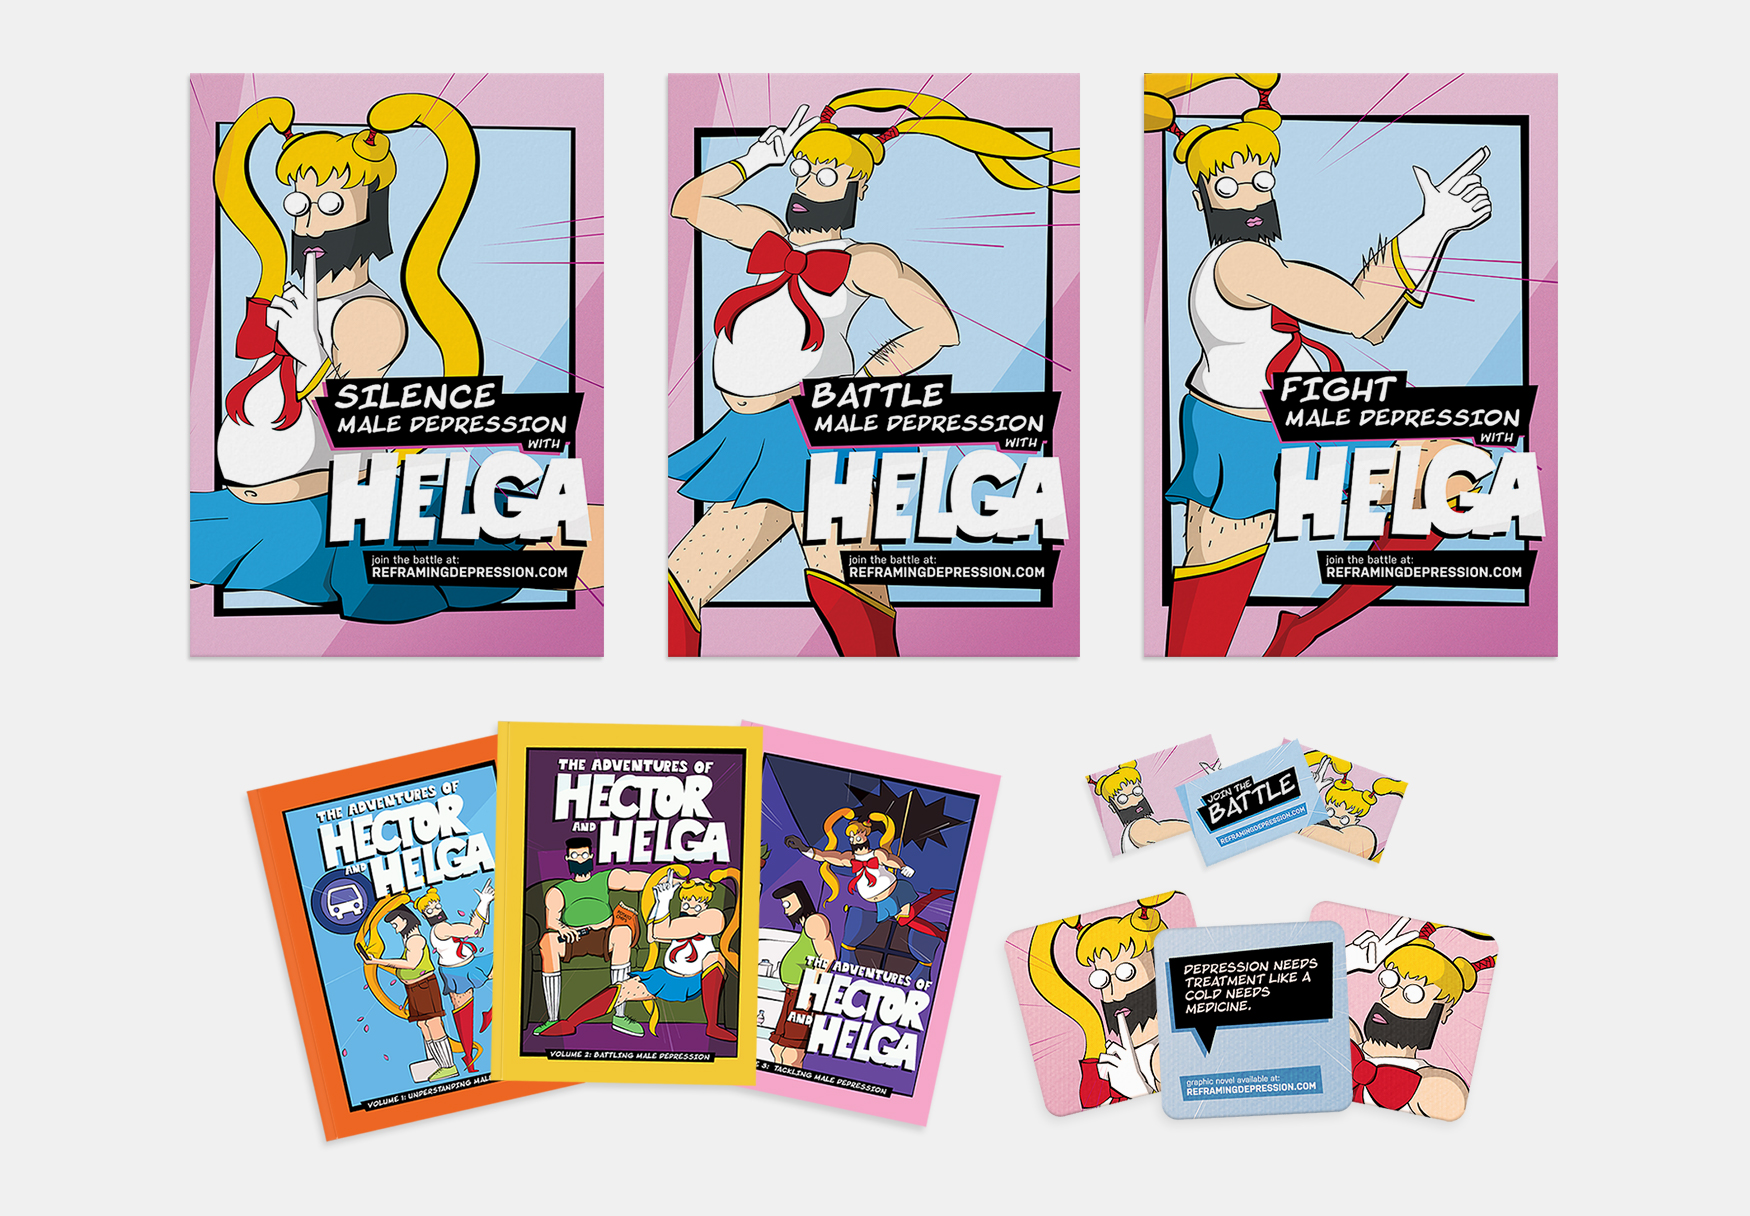 SILENCE
MALE DEPRESSION
WITH
HELGA
join the battle at:
REFRAMINGDEPRESSION.COM
BATTLE
MALE DEPRESSION
WITH
HELGA
join the battle at:
REFRAMINGDEPRESSION.COM
FIGHT
MALE DEPRESSION
WITH
HELGA
join the battle at:
REFRAMINGDEPRESSION.COM
THE ADVENTURES OF
HECTOR
AND HELGA
VOLUME 1: UNDERSTANDING MAL
THE ADVENTURES OF
HECTOR
AND HELGA
VOLUME 2: BATTLING MALE DEPRESSION
THE ADVENTURES OF
HECTOR
AND HELGA
3: TACKLING MALE DEPRESSION
JOIN THE
BATTLE
REFRAMINGDEPRESSION.COM
DEPRESSION NEEDS
TREATMENT LIKE A
COLD NEEDS
MEDICINE.
graphic novel available at:
REFRAMINGDEPRESSION.COM